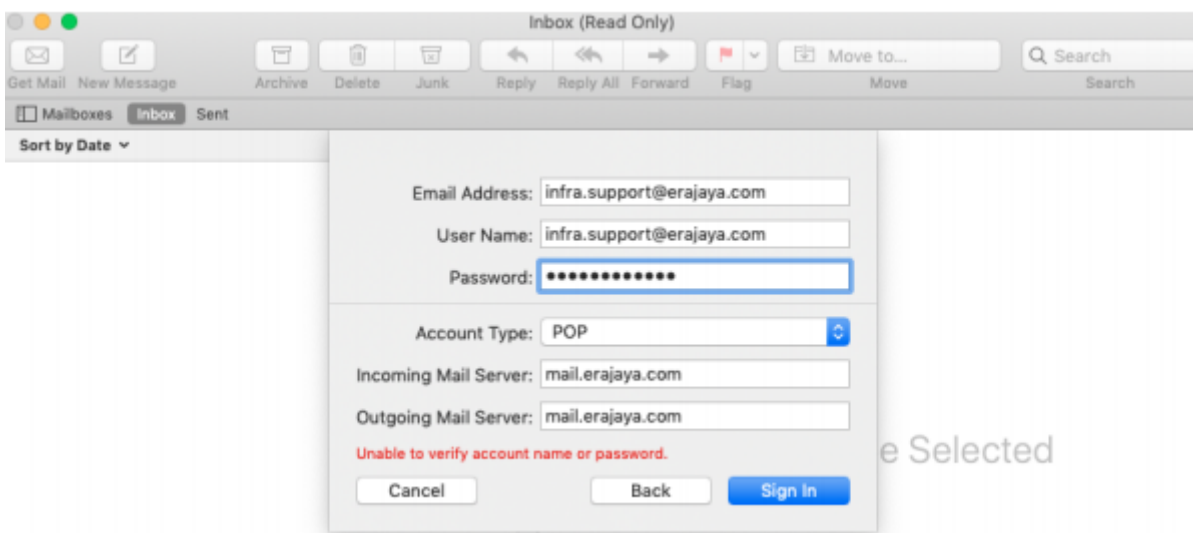 Inbox (Read Only)
Move to...
Search
Get Mail New Message Archive Delete Junk Reply Reply All Forward Flag Move Search
Mailboxes Inbox Sent
Sort by Date
Email Address: infra.support@erajaya.com
User Name: infra.support@erajaya.com
Password: ••••••••••••
Account Type: POP
Incoming Mail Server: mail.erajaya.com
Outgoing Mail Server: mail.erajaya.com
Unable to verify account name or password.
e Selected
Cancel Back Sign In